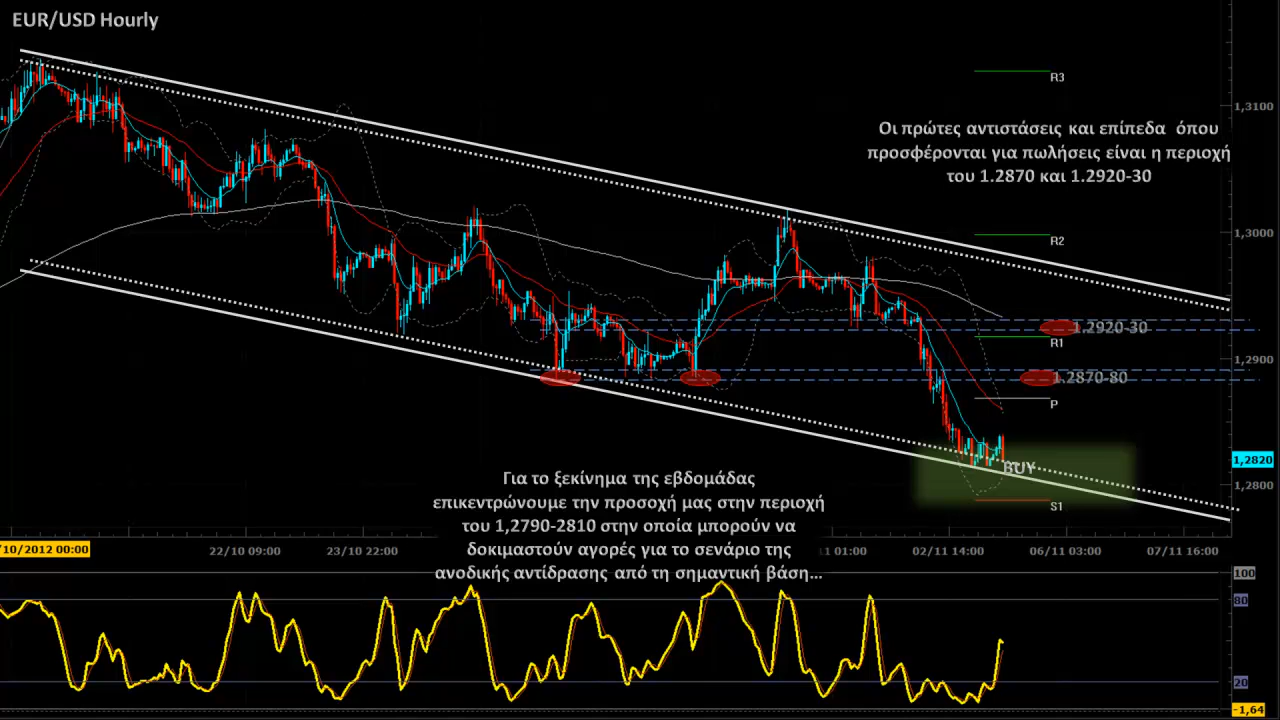 EUR/USD Hourly
R3
1,3100
Οι πρώτες αντιστάσεις και επίπεδα όπου
προσφέρονται για πωλήσεις είναι η περιοχή
του 1.2870 και 1.2920-30
R2
1,3000
1.2920-30
R1
1,2900
1.2870-80
P
1,2820
BUY
1,2800
S1
Για το ξεκίνημα της εβδομάδας
επικεντρώνουμε την προσοχή μας στην περιοχή
του 1,2790-2810 στην οποία μπορούν να
δοκιμαστούν αγορές για το σενάριο της
ανοδικής αντίδρασης από τη σημαντική βάση...
/10/2012 00:00
22/10 09:00
23/10 22:00
01:00
02/11 14:00
06/11 03:00
07/11 16:00
100
80
20
-1,64